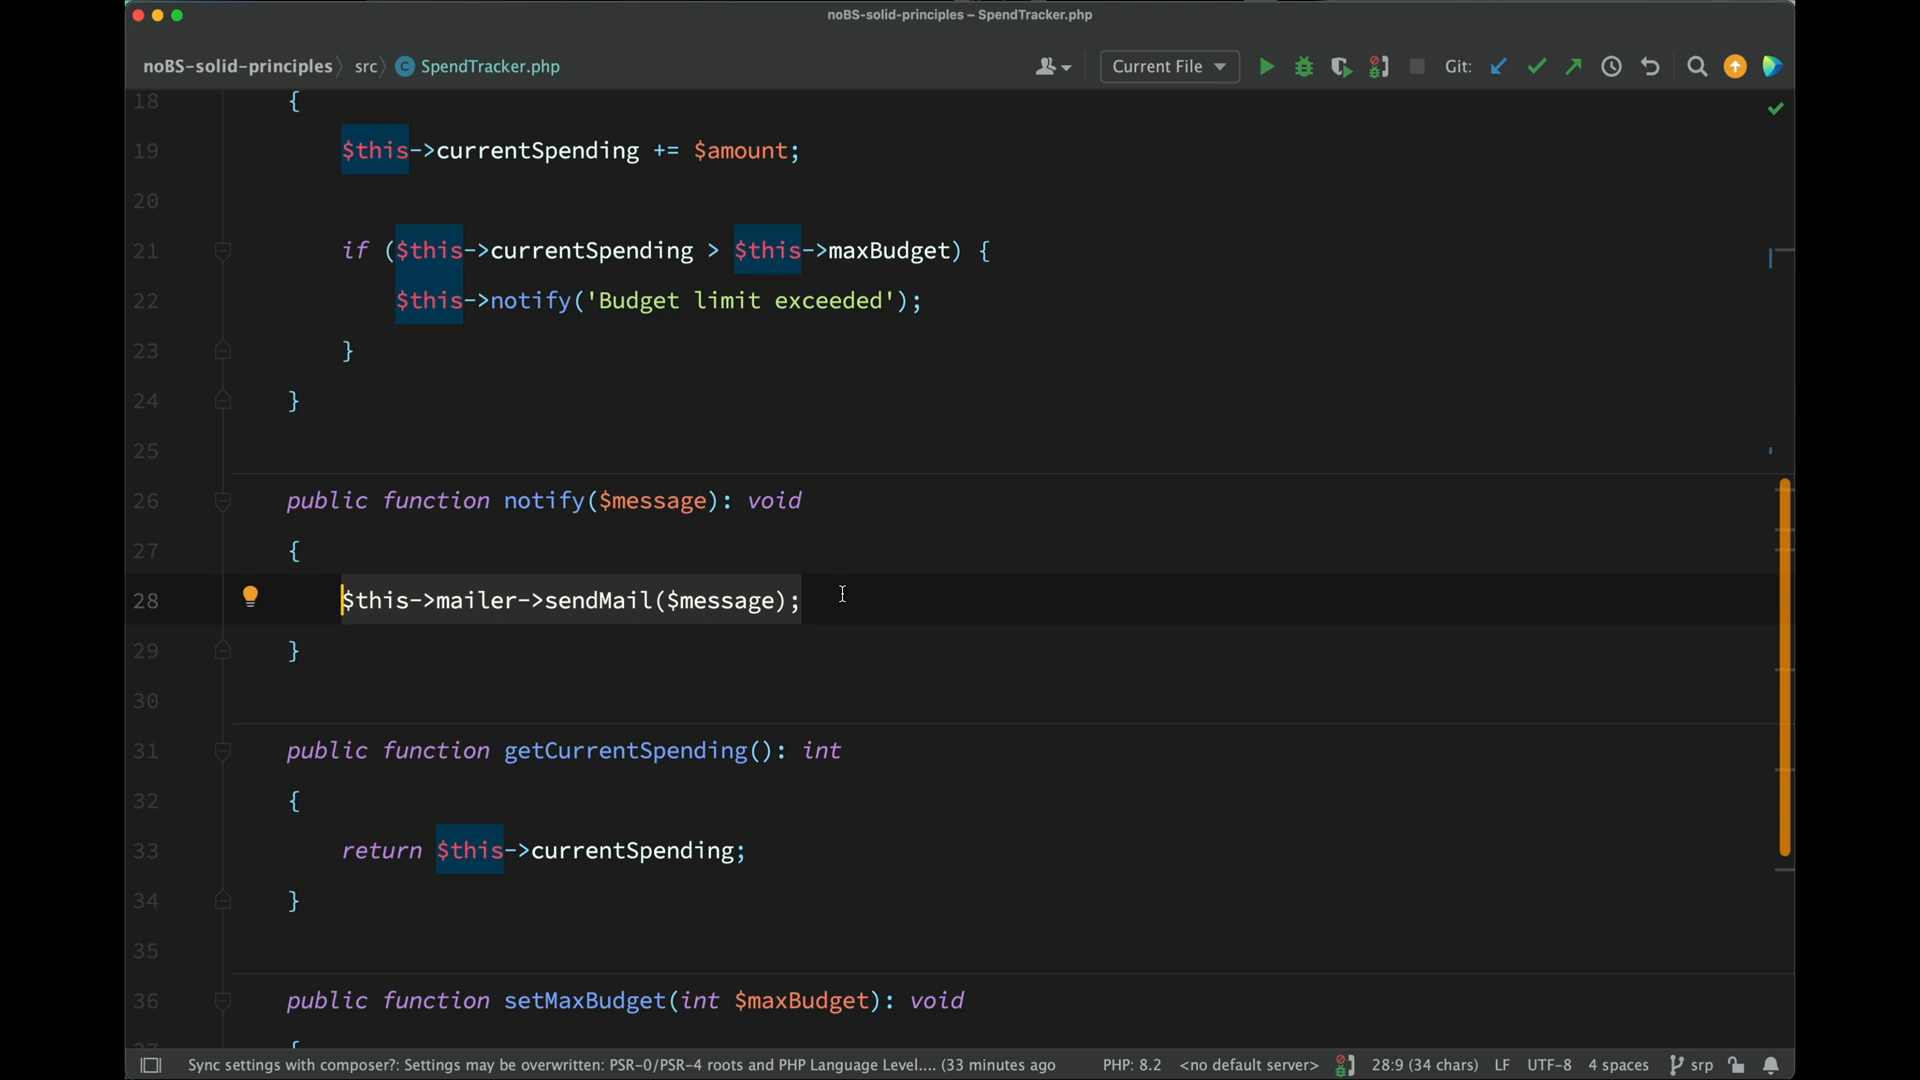 noBS-solid-principles – SpendTracker.php
noBS-solid-principles src SpendTracker.php Current File Git:
18 {
19 $this->currentSpending += $amount;
20
21 if ($this->currentSpending > $this->maxBudget) {
22 $this->notify('Budget limit exceeded');
23 }
24 }
25
26 public function notify($message): void
27 {
28 $this->mailer->sendMail($message);
29 }
30
31 public function getCurrentSpending(): int
32 {
33 return $this->currentSpending;
34 }
35
36 public function setMaxBudget(int $maxBudget): void
37 {
Sync settings with composer?: Settings may be overwritten: PSR-0/PSR-4 roots and PHP Language Level.... (33 minutes ago PHP: 8.2 <no default server> 28:9 (34 chars) LF UTF-8 4 spaces srp